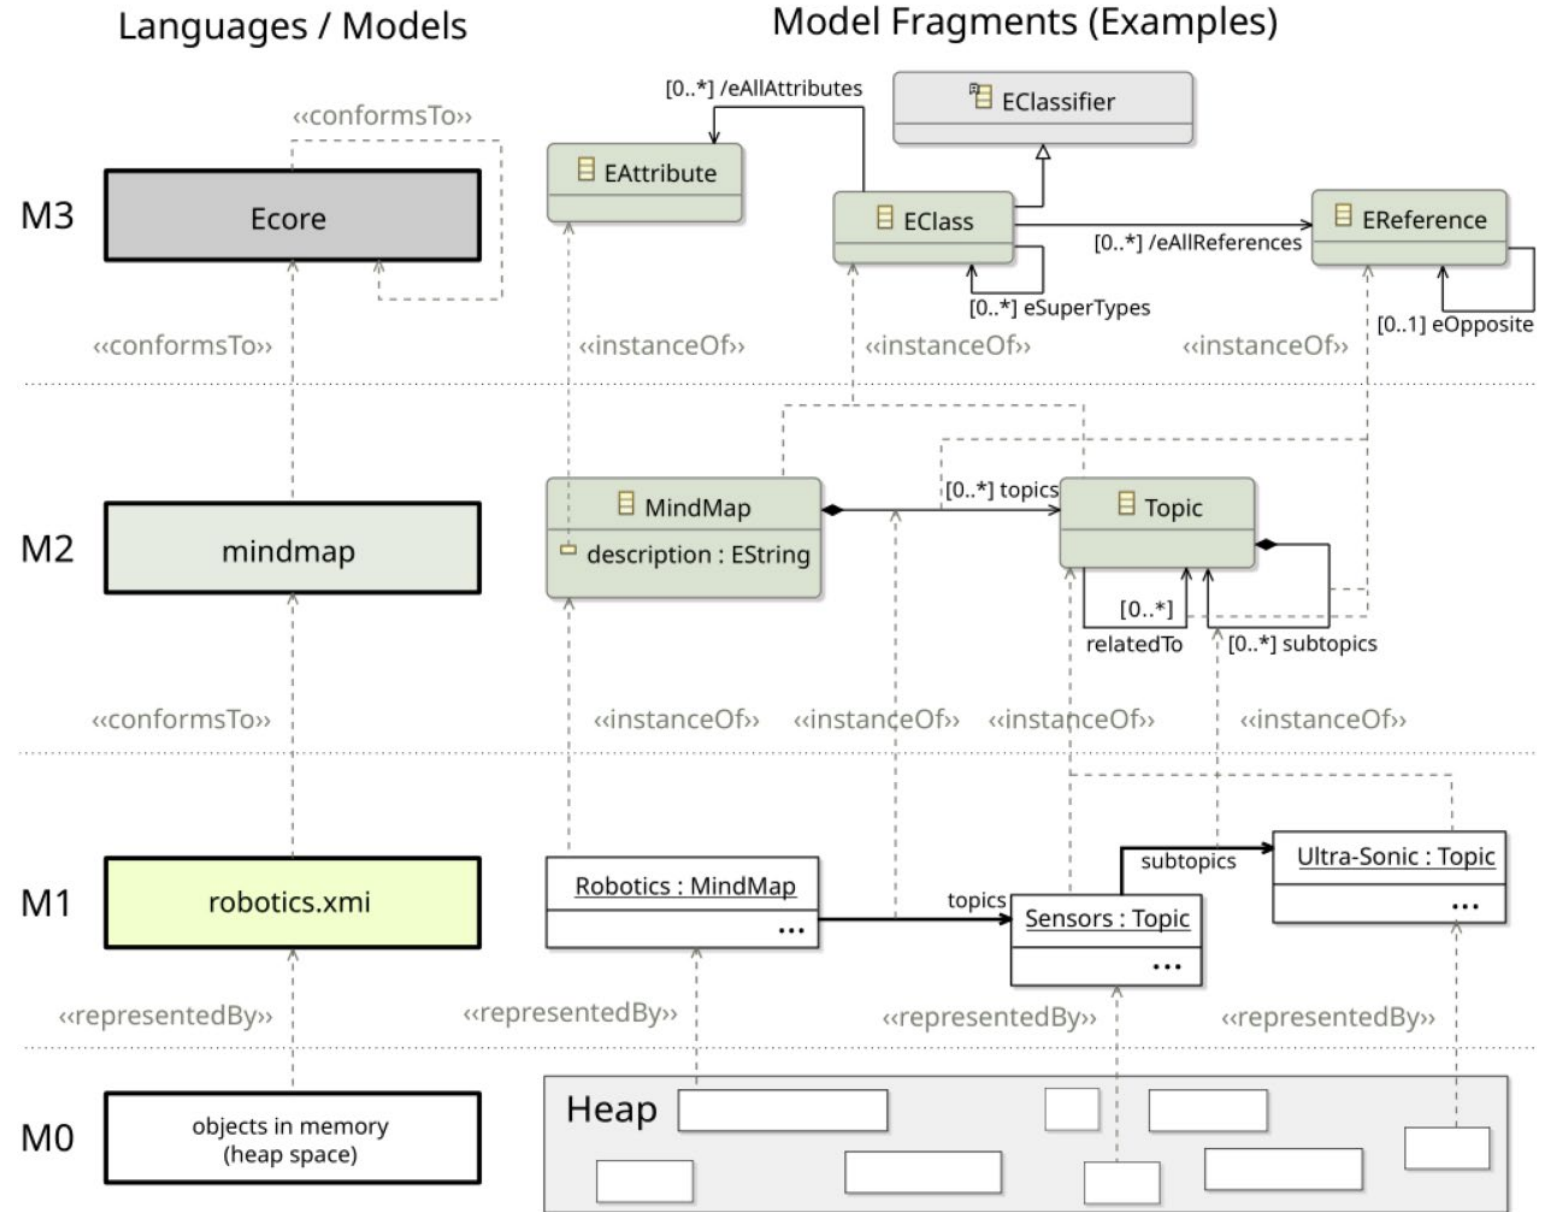 Languages / Models
Model Fragments (Examples)
‹‹conformsTo››
[0..*] /eAllAttributes
EClassifier
EAttribute
M3
Ecore
EClass
EReference
[0..*] /eAllReferences
[0..*] eSuperTypes
[0..1] eOpposite
‹‹conformsTo››
‹‹instanceOf››
‹‹instanceOf››
‹‹instanceOf››
[0..*] topics
MindMap
Topic
M2
mindmap
description : EString
[0..*]
relatedTo
[0..*] subtopics
‹‹conformsTo››
‹‹instanceOf››
‹‹instanceOf››
‹‹instanceOf››
‹‹instanceOf››
M1
robotics.xmi
Robotics : MindMap
...
topics
Sensors : Topic
...
subtopics
Ultra-Sonic : Topic
...
‹‹representedBy››
‹‹representedBy››
‹‹representedBy››
‹‹representedBy››
M0
objects in memory
(heap space)
Heap